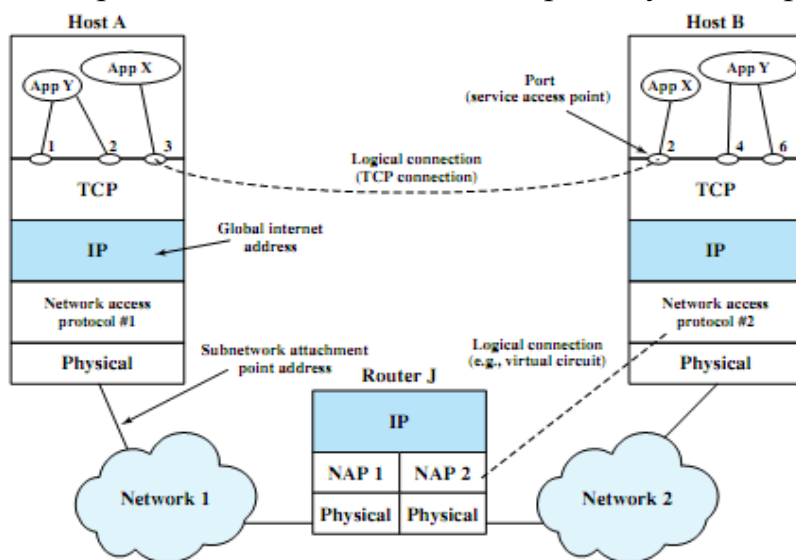 Host A
Host B
App X
App Y
Port
(service access point)
App Y
App X
1
2
3
2
4
6
Logical connection
(TCP connection)
TCP
TCP
Global internet
address
IP
IP
Network access
protocol #1
Network access
protocol #2
Logical connection
(e.g., virtual circuit)
Subnetwork attachment
point address
Physical
Physical
Router J
IP
NAP 1
NAP 2
Network 1
Network 2
Physical
Physical